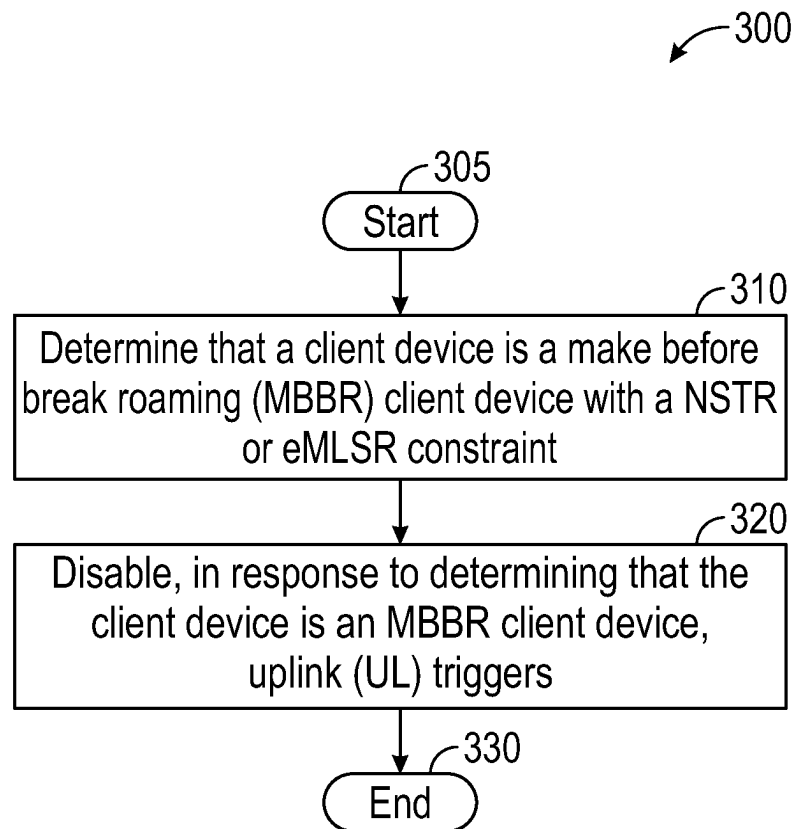 300
305
Start
310
Determine that a client device is a make before
break roaming (MBBR) client device with a NSTR
or eMLSR constraint
320
Disable, in response to determining that the
client device is an MBBR client device,
uplink (UL) triggers
330
End